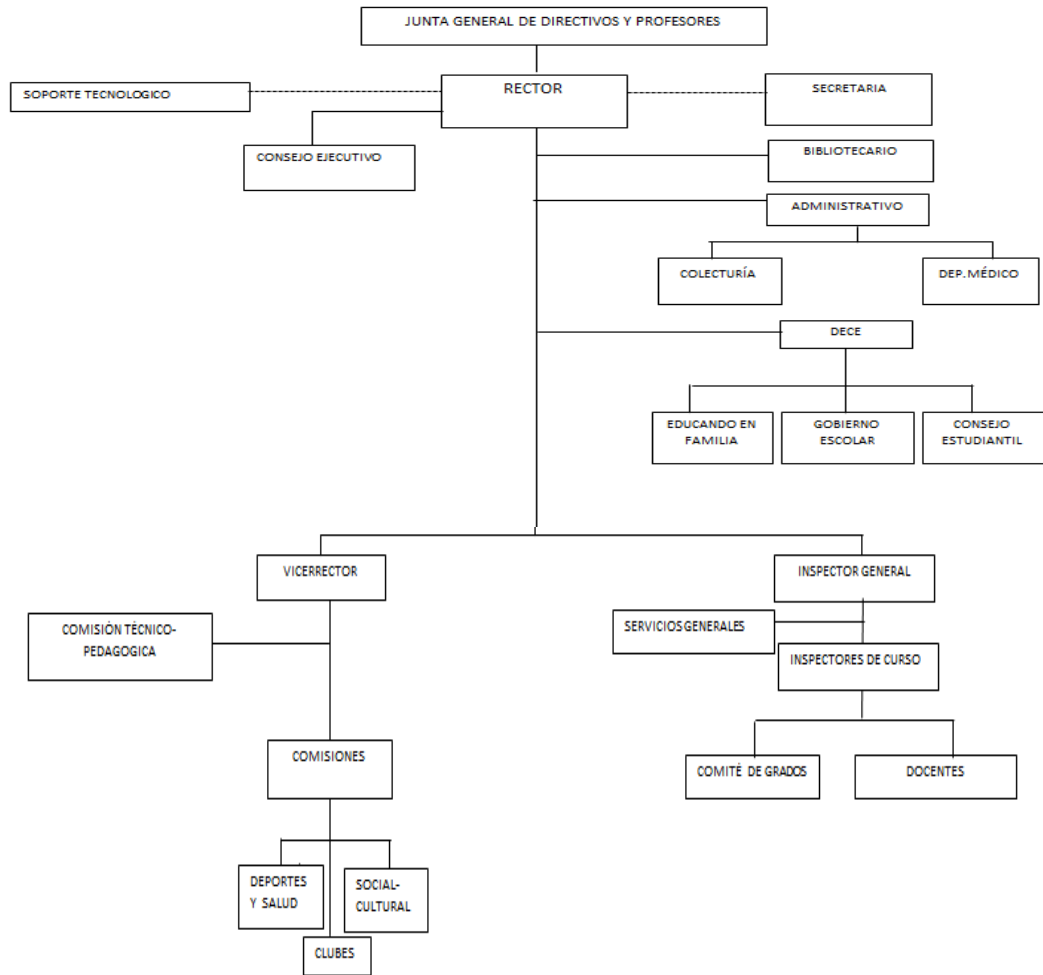 JUNTA GENERAL DE DIRECTIVOS Y PROFESORES
SOPORTE TECNOLOGICO
RECTOR
SECRETARIA
CONSEJO EJECUTIVO
BIBLIOTECARIO
ADMINISTRATIVO
COLECTURÍA
DEP. MÉDICO
DECE
EDUCANDO EN
FAMILIA
GOBIERNO
ESCOLAR
CONSEJO
ESTUDIANTIL
VICERRECTOR
INSPECTOR GENERAL
COMISIÓN TÉCNICO-
PEDAGOGICA
SERVICIOS GENERALES
INSPECTORES DE CURSO
COMISIONES
COMITÉ DE GRADOS
DOCENTES
DEPORTES
Y SALUD
SOCIAL-
CULTURAL
CLUBES